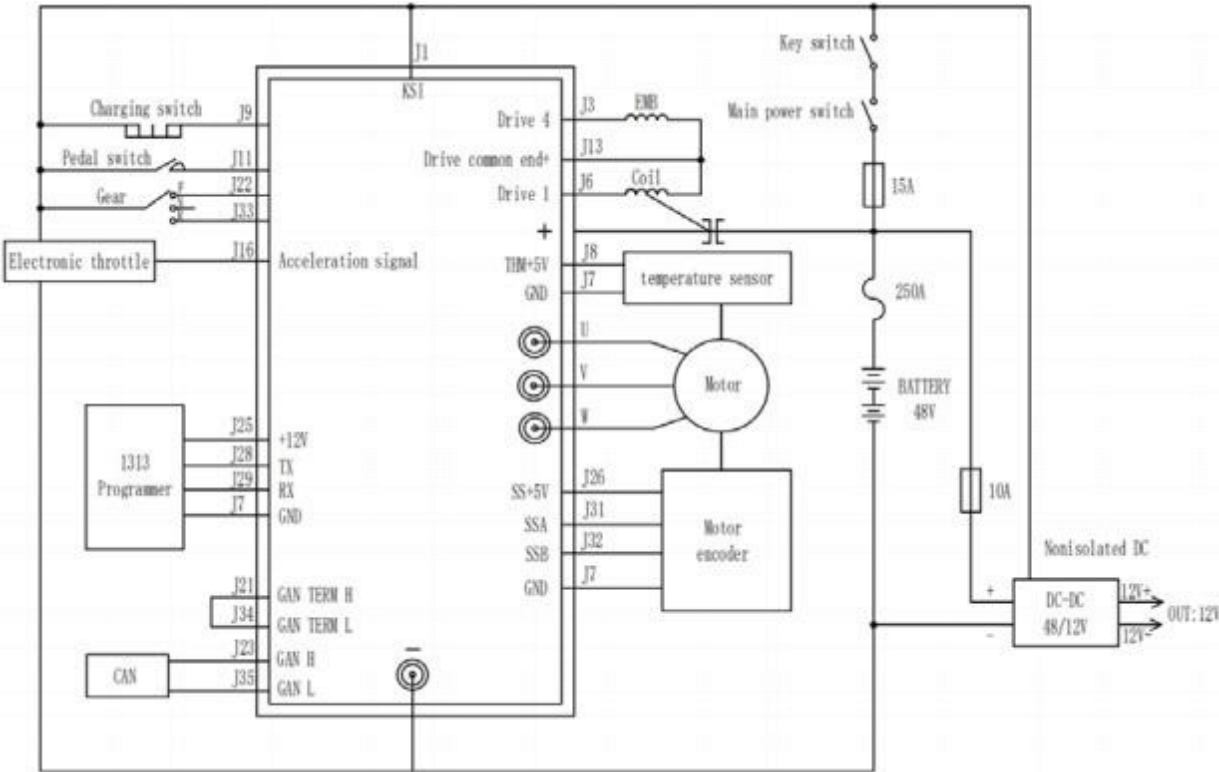 J1
KSI
Key switch
Main power switch
15A
Charging switch
J9
Pedal switch
J11
Gear
F
J22
J33
Electronic throttle
J16
Acceleration signal
Drive 4
J3
EMB
Drive common end+
J13
Drive 1
J6
Coil
+
THM+5V
J8
GND
J7
temperature sensor
250A
U
V
W
Motor
BATTERY
48V
1313
Programmer
J25
+12V
J28
TX
J29
RX
J7
GND
SS+5V
J26
SSA
J31
SSB
J32
GND
J7
Motor
encoder
10A
Nonisolated DC
+
-
DC-DC
48/12V
12V+
12V-
OUT:12V
J21
GAN TERM H
J34
GAN TERM L
CAN
J23
GAN H
J35
GAN L
-